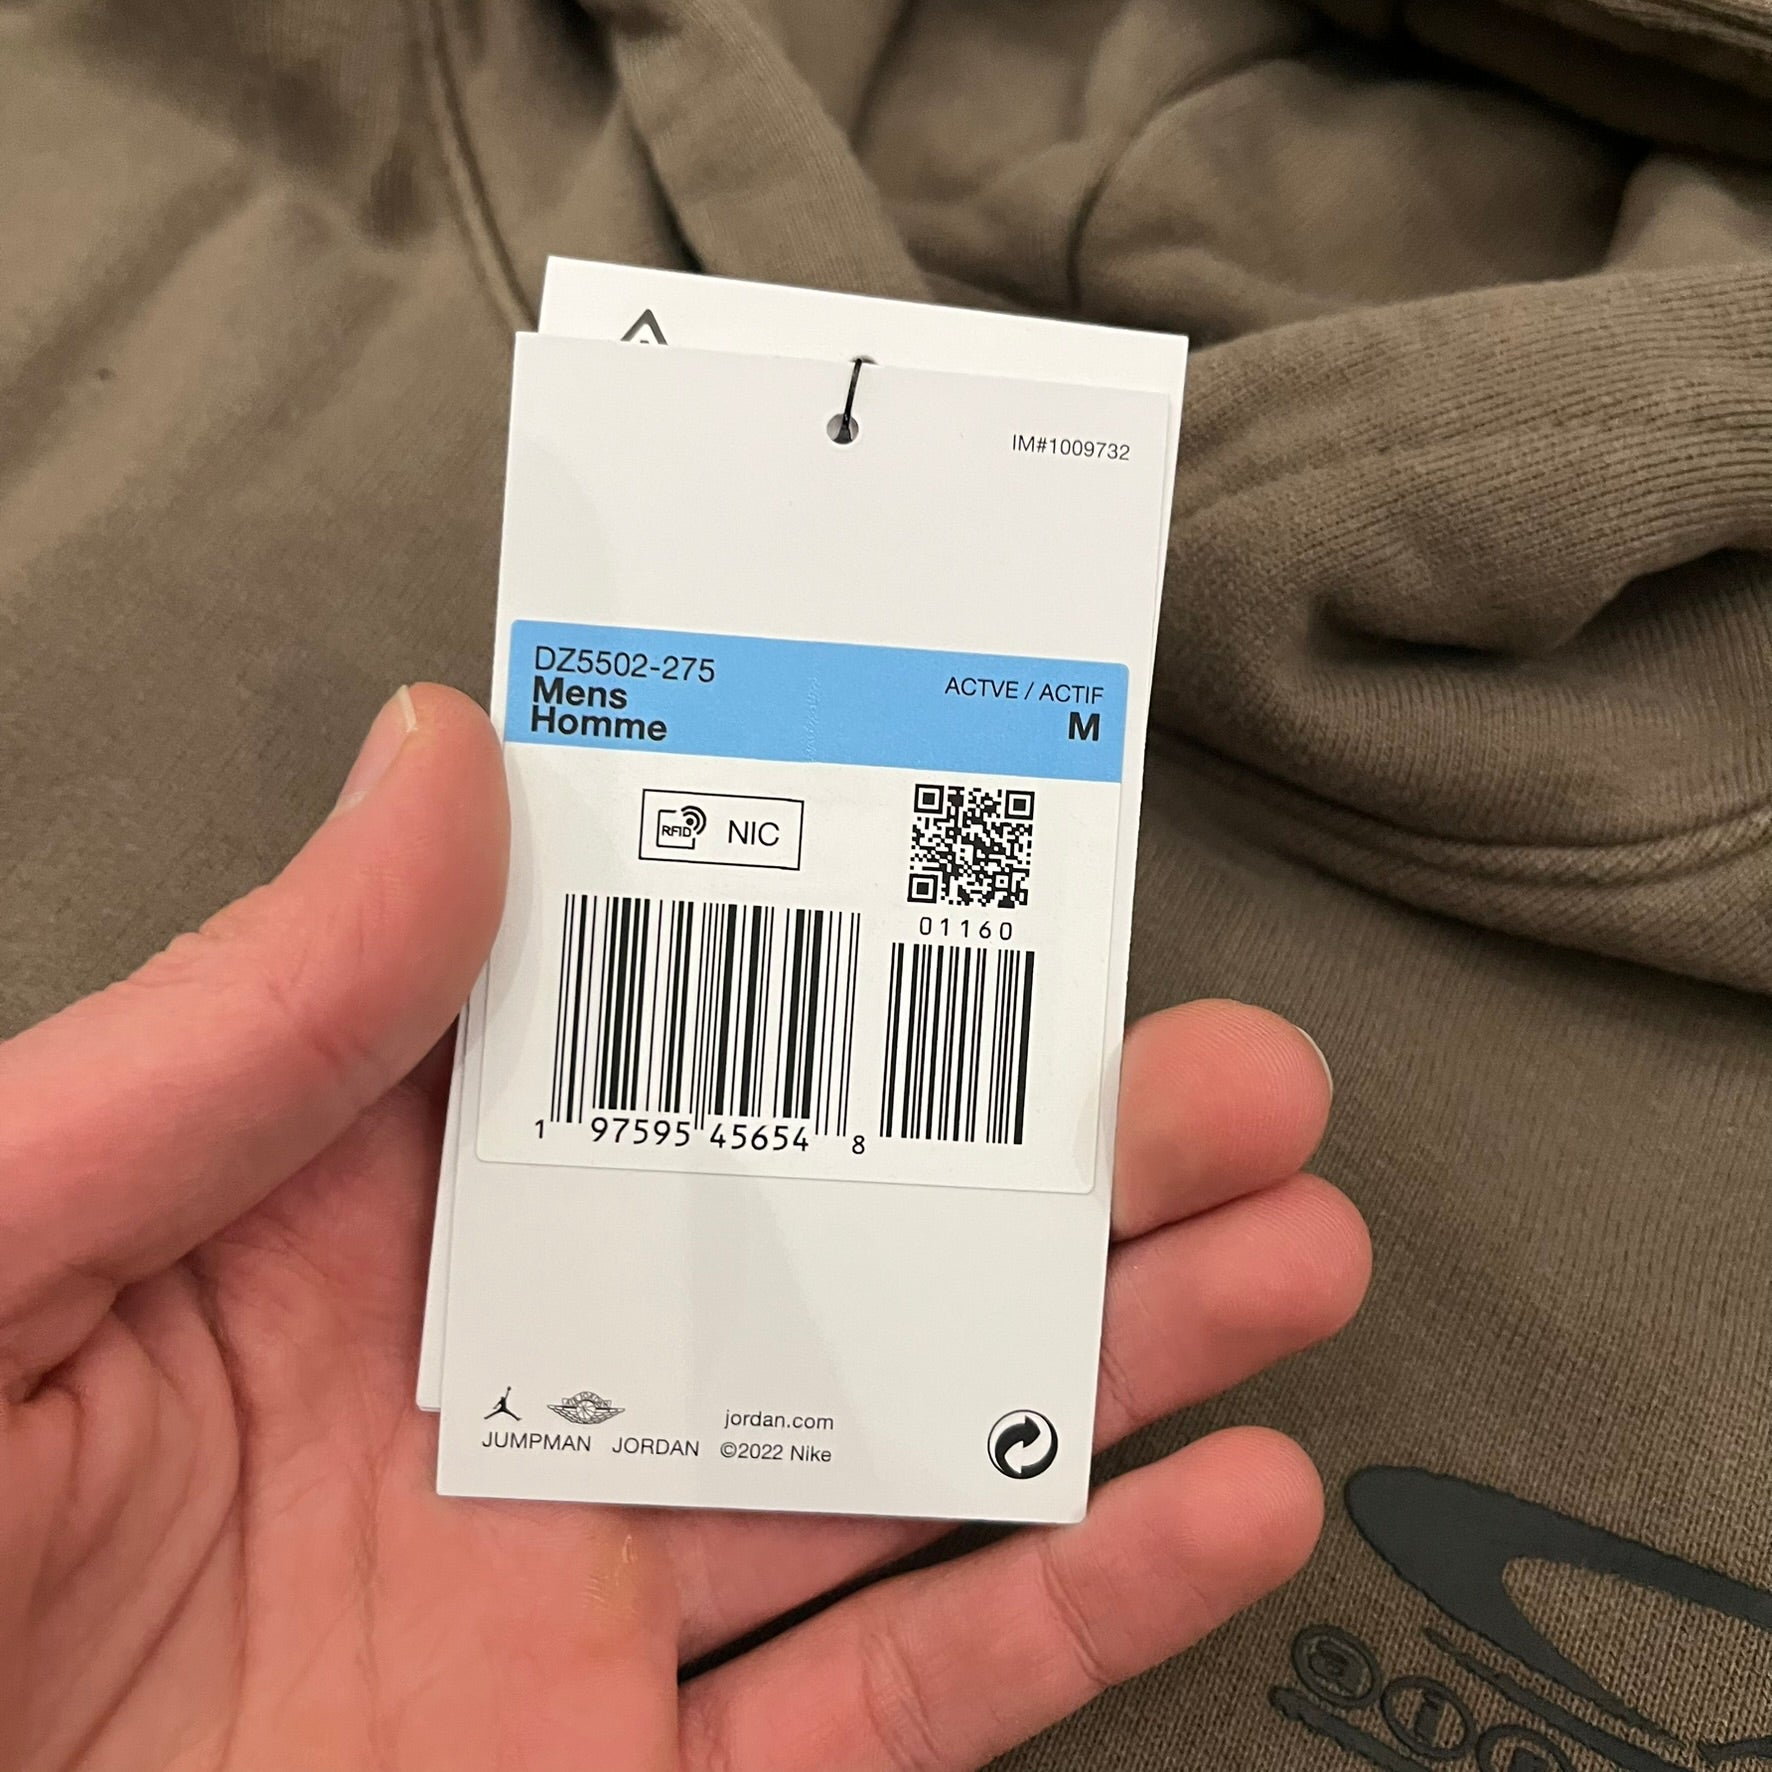 IM#1009732
DZ5502-275
Mens
Homme
ACTVE / ACTIF
M
RFID NIC
01160
1 97595 45654 8
jordan.com
JUMPMAN JORDAN ©2022 Nike